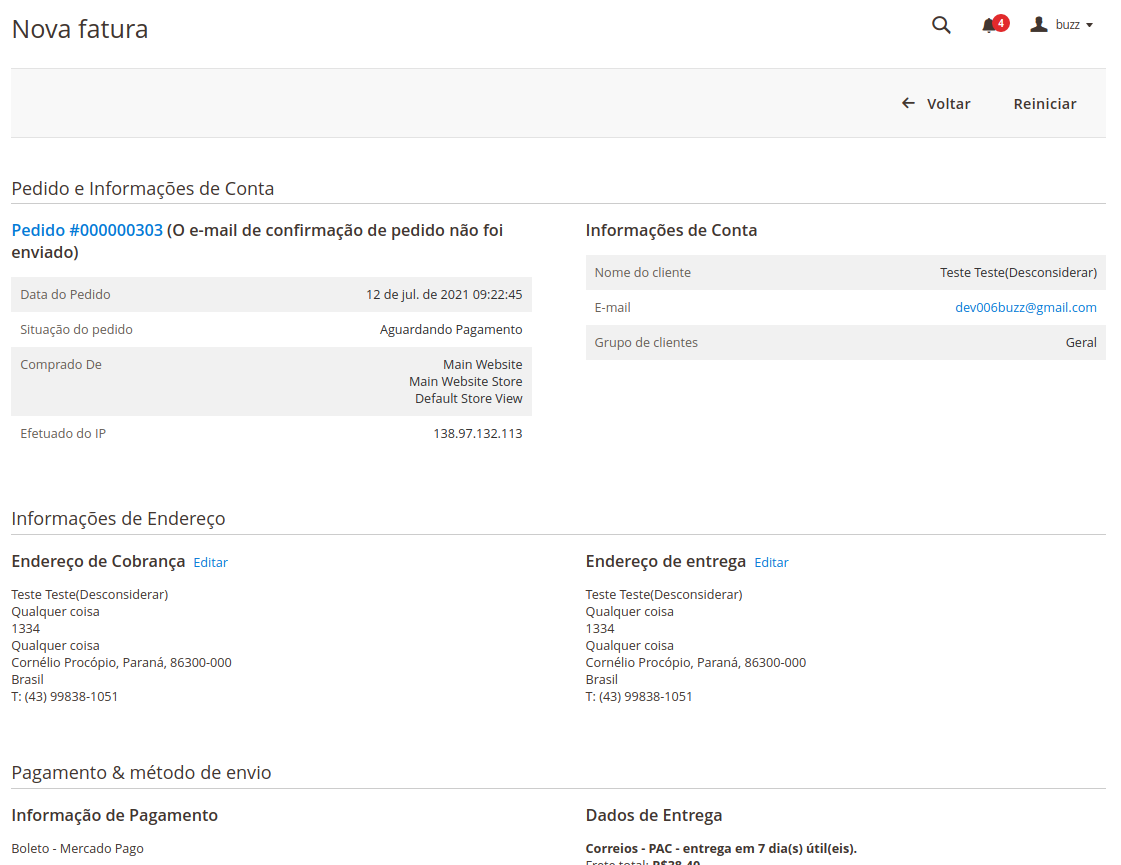 Nova fatura
4
buzz
Voltar
Reiniciar
Pedido e Informações de Conta
Pedido #000000303 (O e-mail de confirmação de pedido não foi
enviado)
Data do Pedido 12 de jul. de 2021 09:22:45
Situação do pedido Aguardando Pagamento
Comprado De Main Website
Main Website Store
Default Store View
Efetuado do IP 138.97.132.113
Informações de Conta
Nome do cliente Teste Teste(Desconsiderar)
E-mail dev006buzz@gmail.com
Grupo de clientes Geral
Informações de Endereço
Endereço de Cobrança Editar
Teste Teste(Desconsiderar)
Qualquer coisa
1334
Qualquer coisa
Cornélio Procópio, Paraná, 86300-000
Brasil
T: (43) 99838-1051
Endereço de entrega Editar
Teste Teste(Desconsiderar)
Qualquer coisa
1334
Qualquer coisa
Cornélio Procópio, Paraná, 86300-000
Brasil
T: (43) 99838-1051
Pagamento & método de envio
Informação de Pagamento
Boleto - Mercado Pago
Dados de Entrega
Correios - PAC - entrega em 7 dia(s) útil(eis).
Frete total: R$28,40